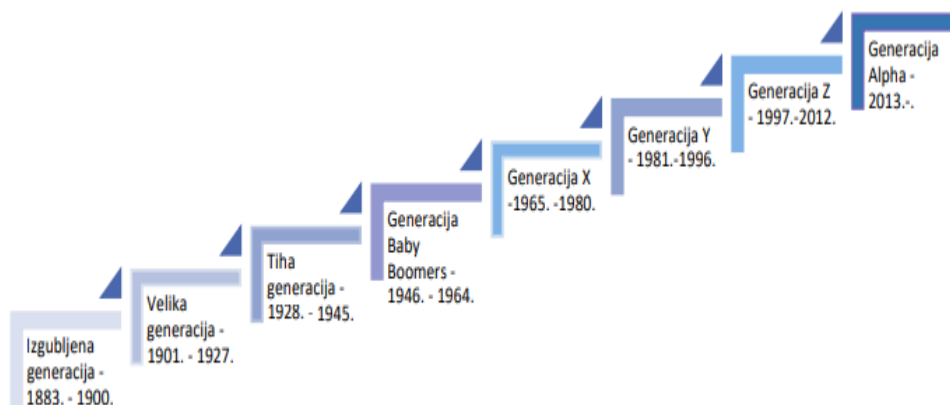 Izgubljena
generacija -
1883. - 1900.
Velika
generacija -
1901. - 1927.
Tiha
generacija -
1928. - 1945.
Generacija
Baby
Boomers -
1946. - 1964.
Generacija X
-1965. -1980.
Generacija Y
- 1981.-1996.
Generacija Z
- 1997.-2012.
Generacija
Alpha -
2013.-.